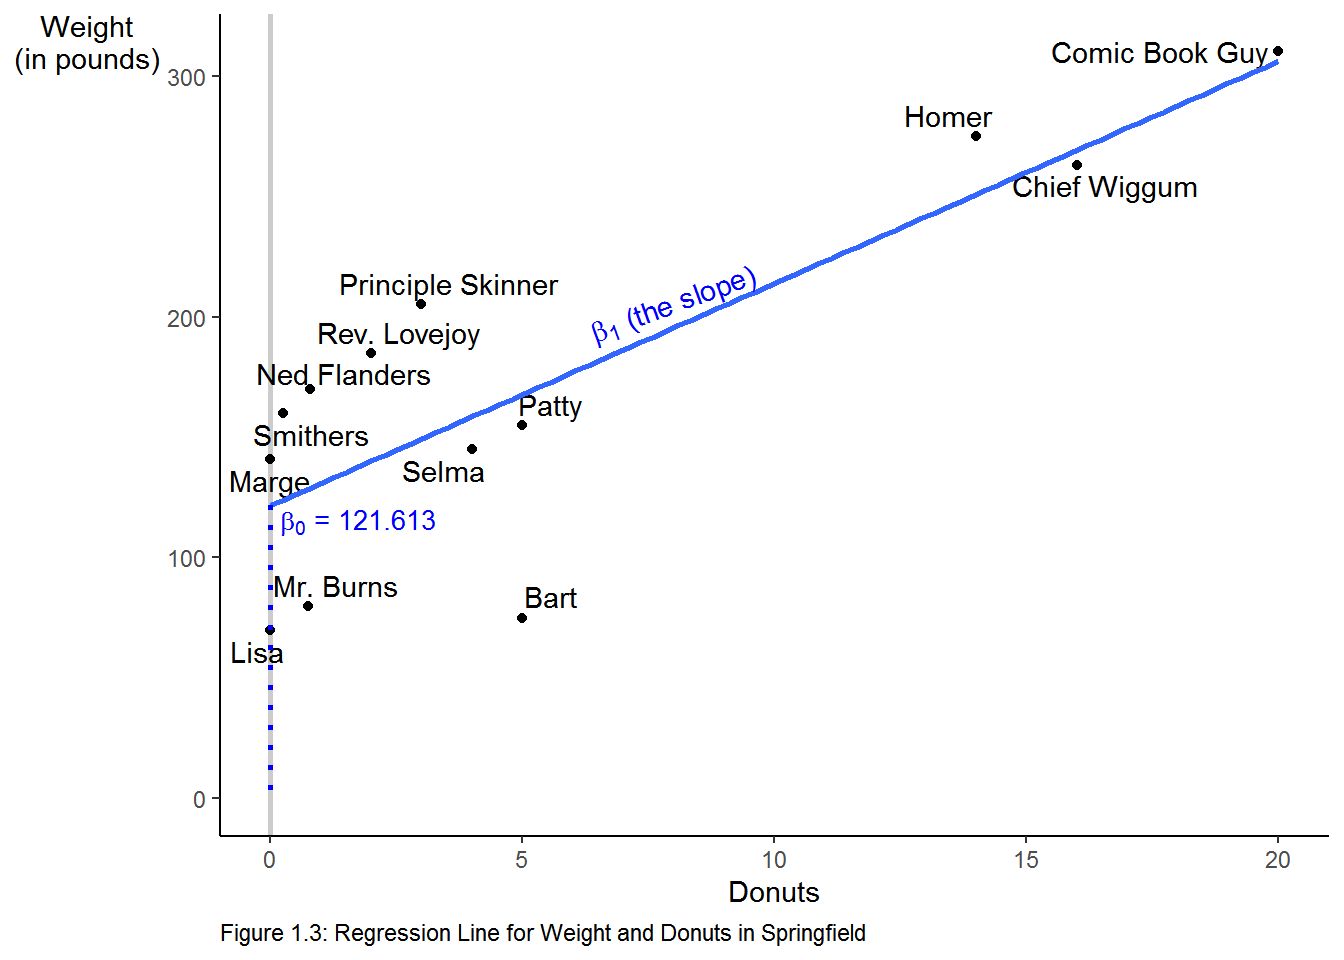 Weight
(in pounds)
300
200
100
0
Comic Book Guy
Homer
Chief Wiggum
Principle Skinner
Rev. Lovejoy
Ned Flanders
Smithers
Marge
Patty
Selma
β₁ (the slope)
β₀ = 121.613
Mr. Burns
Bart
Lisa
0 5 10 15 20
Donuts
Figure 1.3: Regression Line for Weight and Donuts in Springfield